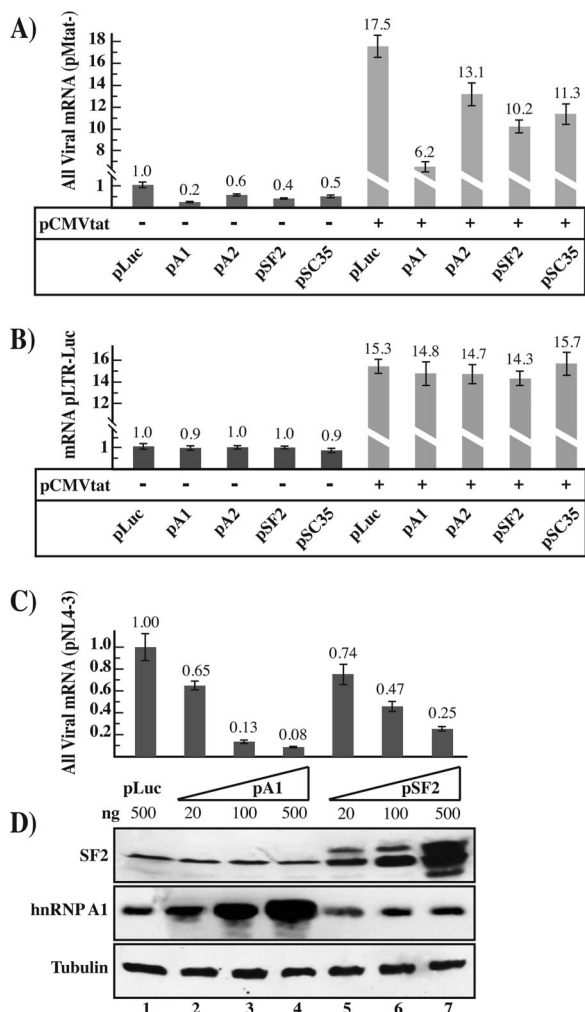 A)
All Viral mRNA (pMtat-)
18
16
14
12
10
8
1
1.0 0.2 0.6 0.4 0.5 17.5 6.2 13.1 10.2 11.3
pCMVtat - - - - - + + + + +
pLuc pA1 pA2 pSF2 pSC35 pLuc pA1 pA2 pSF2 pSC35
B)
mRNA pLTR-Luc
16
14
1
1.0 0.9 1.0 1.0 0.9 15.3 14.8 14.7 14.3 15.7
pCMVtat - - - - - + + + + +
pLuc pA1 pA2 pSF2 pSC35 pLuc pA1 pA2 pSF2 pSC35
C)
All Viral mRNA (pNL4-3)
1.0
0.8
0.6
0.4
0.2
1.00 0.65 0.13 0.08 0.74 0.47 0.25
pLuc pA1 pSF2
ng 500 20 100 500 20 100 500
D)
SF2
hnRNP A1
Tubulin
1 2 3 4 5 6 7